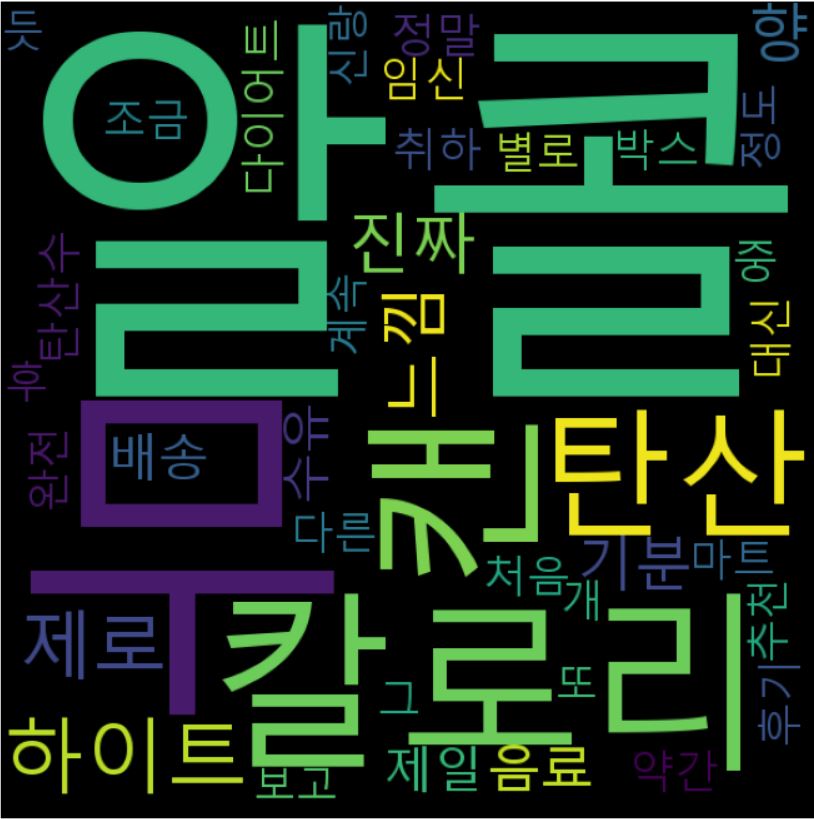 듯
알콜
조금
다이어트
신랑
정말
임신
취하
별로
박스
정도
약
진짜
탄산수
후
계속
느낌
중
대신
무
배송
완전
수유
다른
캔
탄산
처음
개
기분
마트
추천
제로
칼로리
그
또
후기
하이트
보고
제일
음료
약간